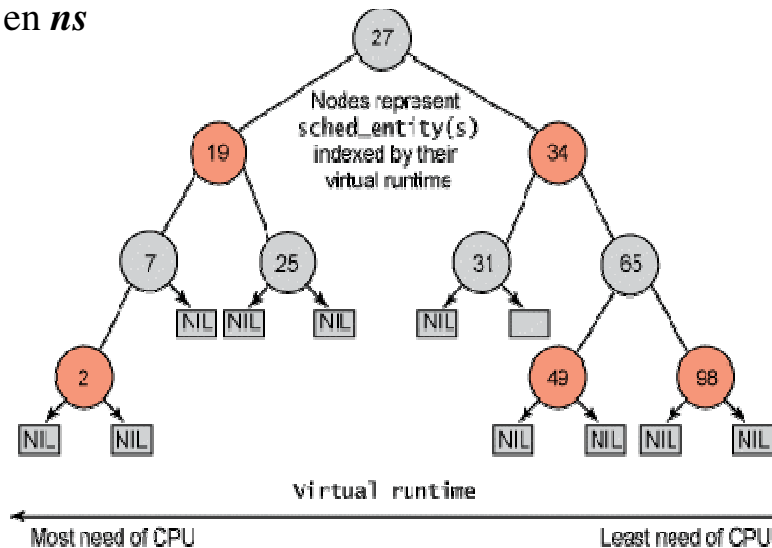 en ns
27
Nodes represent
sched_entity(s)
indexed by their
virtual runtime
19
34
7
25
31
65
NIL NIL NIL NIL
2
49
98
NIL NIL NIL NIL NIL NIL
Virtual runtime
Most need of CPU Least need of CPU